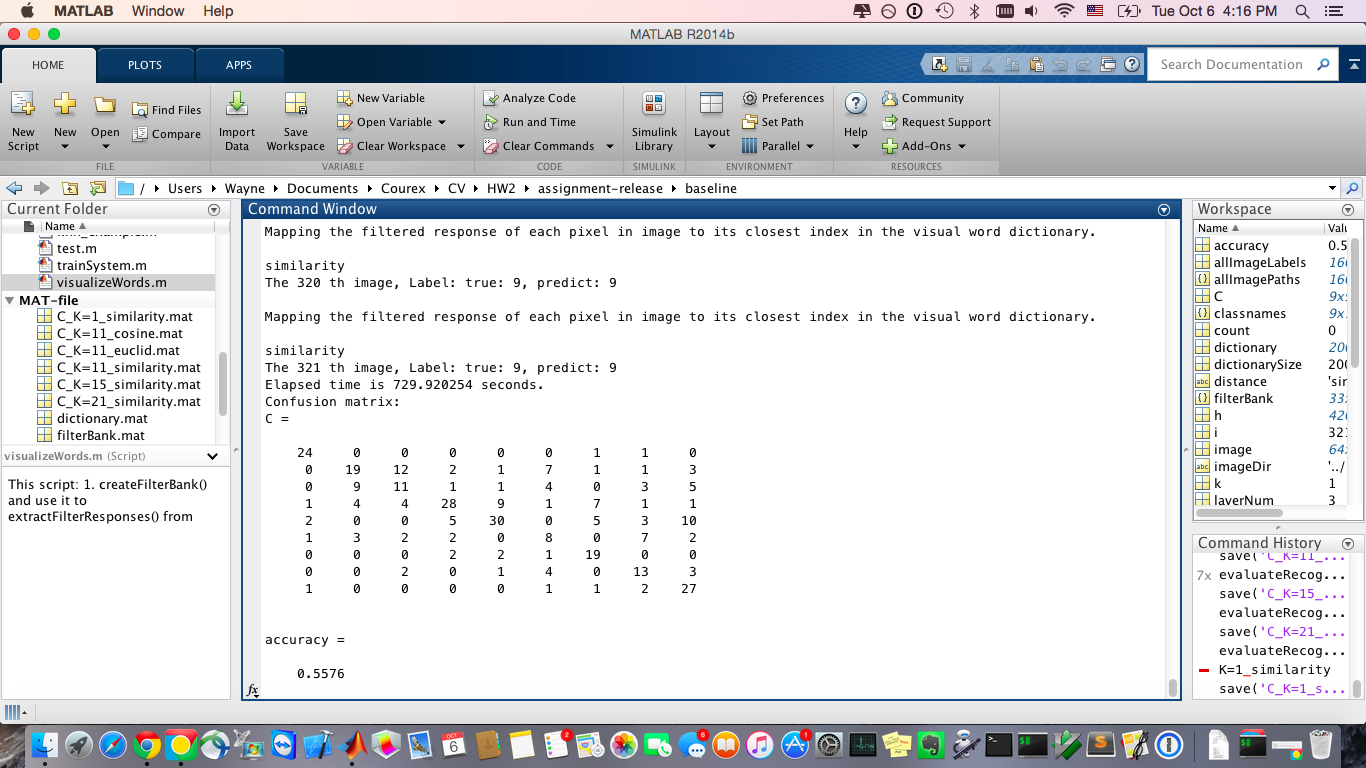 MATLAB Window Help
Tue Oct 6 4:16 PM
MATLAB R2014b
HOME PLOTS APPS
Search Documentation
New Script
New
Open
Find Files
Compare
FILE
Import Data
Save Workspace
New Variable
Open Variable
Clear Workspace
VARIABLE
Analyze Code
Run and Time
Clear Commands
CODE
Simulink Library
SIMULINK
Layout
Preferences
Set Path
Parallel
ENVIRONMENT
Help
Community
Request Support
Add-Ons
RESOURCES
/ Users Wayne Documents Courex CV HW2 assignment-release baseline
Current Folder
Name
test.m
trainSystem.m
visualizeWords.m
MAT-file
C_K=1_similarity.mat
C_K=11_cosine.mat
C_K=11_euclid.mat
C_K=11_similarity.mat
C_K=15_similarity.mat
C_K=21_similarity.mat
dictionary.mat
filterBank.mat
visualizeWords.m (Script)
This script: 1. createFilterBank()
and use it to
extractFilterResponses() from
Command Window
Mapping the filtered response of each pixel in image to its closest index in the visual word dictionary.
similarity
The 320 th image, Label: true: 9, predict: 9
Mapping the filtered response of each pixel in image to its closest index in the visual word dictionary.
similarity
The 321 th image, Label: true: 9, predict: 9
Elapsed time is 729.920254 seconds.
Confusion matrix:
C =
24 0 0 0 0 0 1 1 0
0 19 12 2 1 7 1 1 3
0 9 11 1 1 4 0 3 5
1 4 4 28 9 1 7 1 1
2 0 0 5 30 0 5 3 10
1 3 2 2 0 8 0 7 2
0 0 0 2 2 1 19 0 0
0 0 2 0 1 4 0 13 3
1 0 0 0 0 1 1 2 27
accuracy =
0.5576
fx
Workspace
Name Valu
accuracy 0.5
allImageLabels 160
allImagePaths 160
C 9x
classnames 9x
count 0
dictionary 200
dictionarySize 200
distance 'sir
filterBank 33
h 420
i 321
image 64
imageDir '../
k 1
layerNum 3
Command History
save('C_K=11_...
7x evaluateRecog...
save('C_K=15_...
evaluateRecog...
save('C_K=21_...
evaluateRecog...
K=1_similarity
save('C_K=1_s...
OCT
6
2
6
1